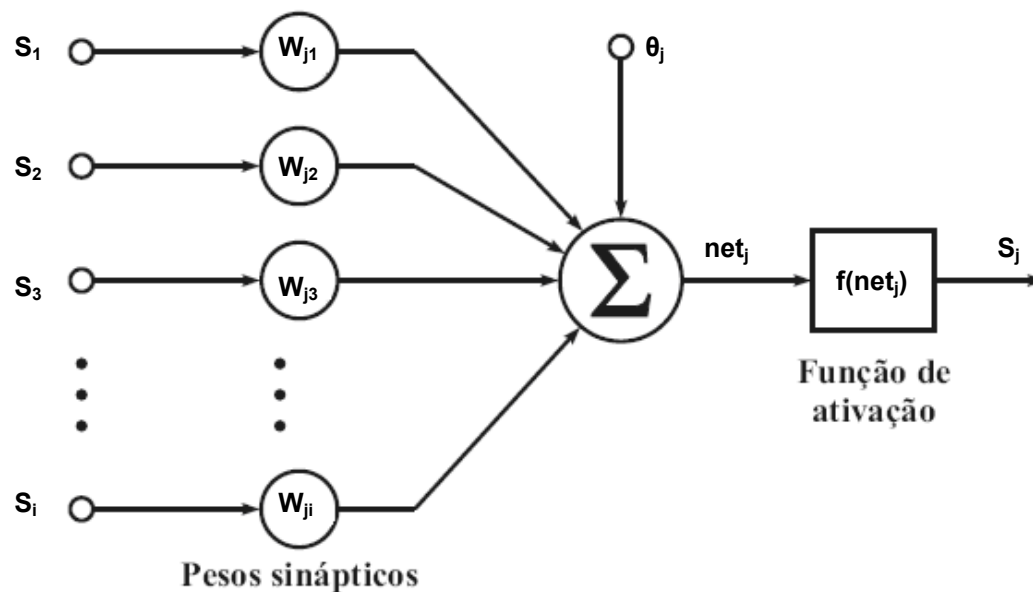 S₁ Wⱼ₁ θⱼ
S₂ Wⱼ₂
S₃ Wⱼ₃ Σ netⱼ f(netⱼ) Sⱼ
Função de
ativação
Sᵢ Wⱼᵢ
Pesos sinápticos